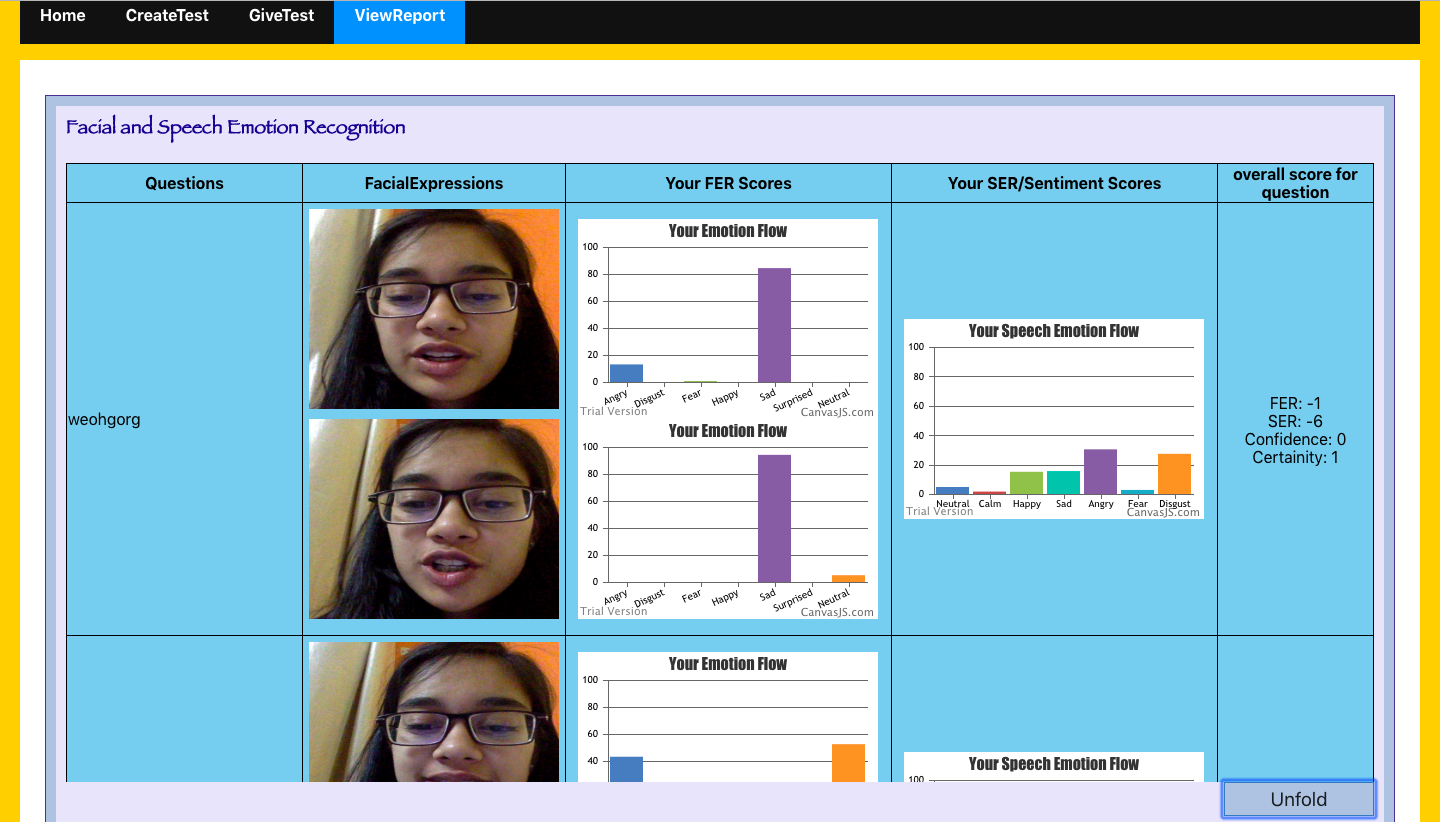 Home CreateTest GiveTest ViewReport
Facial and Speech Emotion Recognition
Questions FacialExpressions Your FER Scores Your SER/Sentiment Scores overall score for question
weohgorg
Your Emotion Flow
100
80
60
40
20
0
Angry Disgust Fear Happy Sad Surprised Neutral
Trial Version CanvasJS.com
Your Emotion Flow
100
80
60
40
20
0
Angry Disgust Fear Happy Sad Surprised Neutral
Trial Version CanvasJS.com
Your Speech Emotion Flow
100
80
60
40
20
0
Neutral Calm Happy Sad Angry Fear Disgust
Trial Version CanvasJS.com
FER: -1
SER: -6
Confidence: 0
Certainity: 1
Your Emotion Flow
100
80
60
40
Your Speech Emotion Flow
100
Unfold